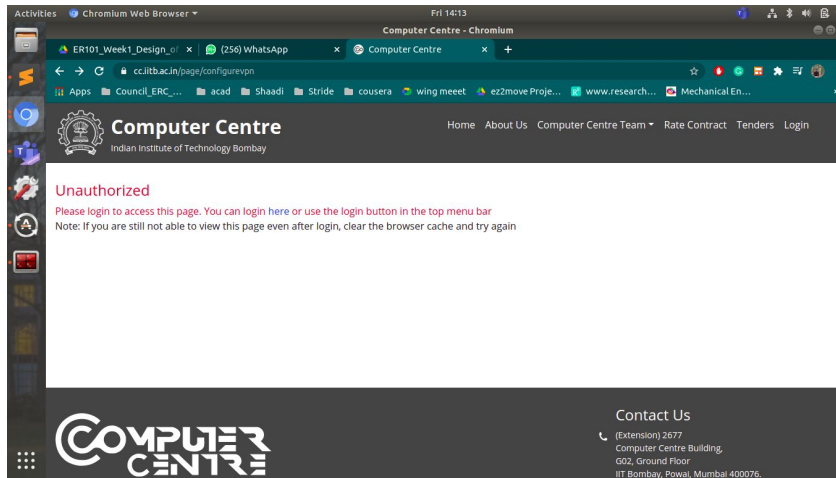 Activities Chromium Web Browser Fri 14:13
Computer Centre - Chromium
ER101_Week1_Design_of (256) WhatsApp Computer Centre
cc.iitb.ac.in/page/configurevpn
Apps Council_ERC_... acad Shaadi Stride cousera wing meeet ez2move Proje... www.research... Mechanical En...
Computer Centre
Indian Institute of Technology Bombay
Home About Us Computer Centre Team Rate Contract Tenders Login
Unauthorized
Please login to access this page. You can login here or use the login button in the top menu bar
Note: If you are still not able to view this page even after login, clear the browser cache and try again
COMPUTER
CENTRE
Contact Us
(Extension) 2677
Computer Centre Building,
G02, Ground Floor
IIT Bombay, Powai, Mumbai 400076.